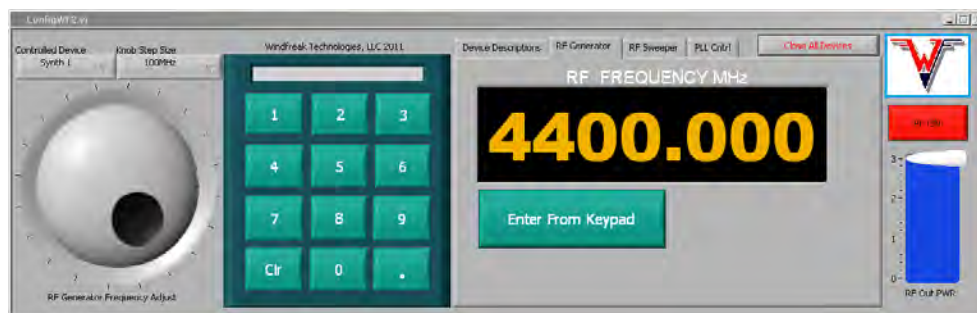 ConfigWFT2.vi
Controlled Device
Knob Step Size
Synth 1
100MHz
RF Generator Frequency Adjust
Windfreak Technologies, LLC 2011
1 2 3
4 5 6
7 8 9
Clr 0 .
Device Descriptions RF Generator RF Sweeper PLL Cntrl
Close All Devices
RF FREQUENCY MHz
4400.000
Enter From Keypad
W
3
2
1
0
RF Out PWR